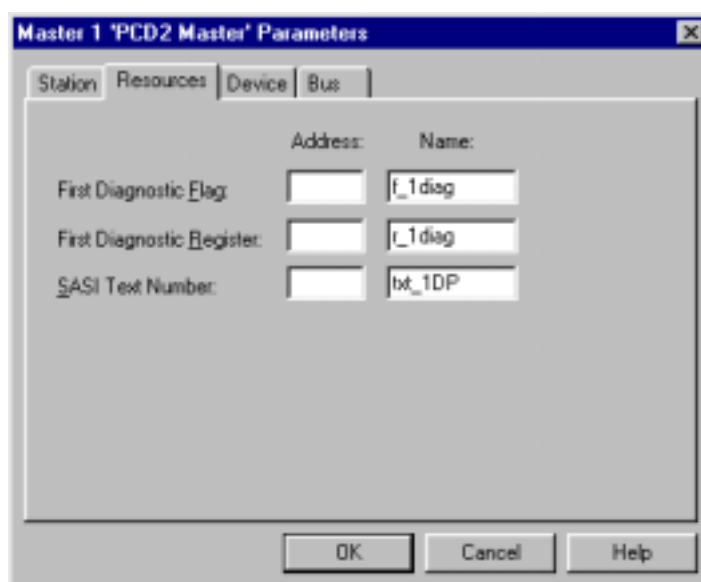 Master 1 'PCD2 Master' Parameters
Station Resources Device Bus
Address: Name:
First Diagnostic Flag: f_1diag
First Diagnostic Register: r_1diag
SASI Text Number: txt_1DP
OK Cancel Help